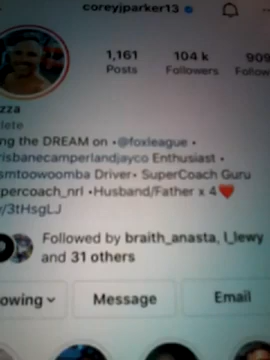 coreyjparker13
1,161 104 k 909
Posts Followers Follow
zza
lete
ng the DREAM on •@foxleague •
risbanecamperlandjayco Enthusiast •
smtoowoomba Driver• SuperCoach Guru
percoach_nrl •Husband/Father x 4❤️
y/3tHsgLJ
Followed by braith_anasta, l_lewy
and 31 others
owing Message Email